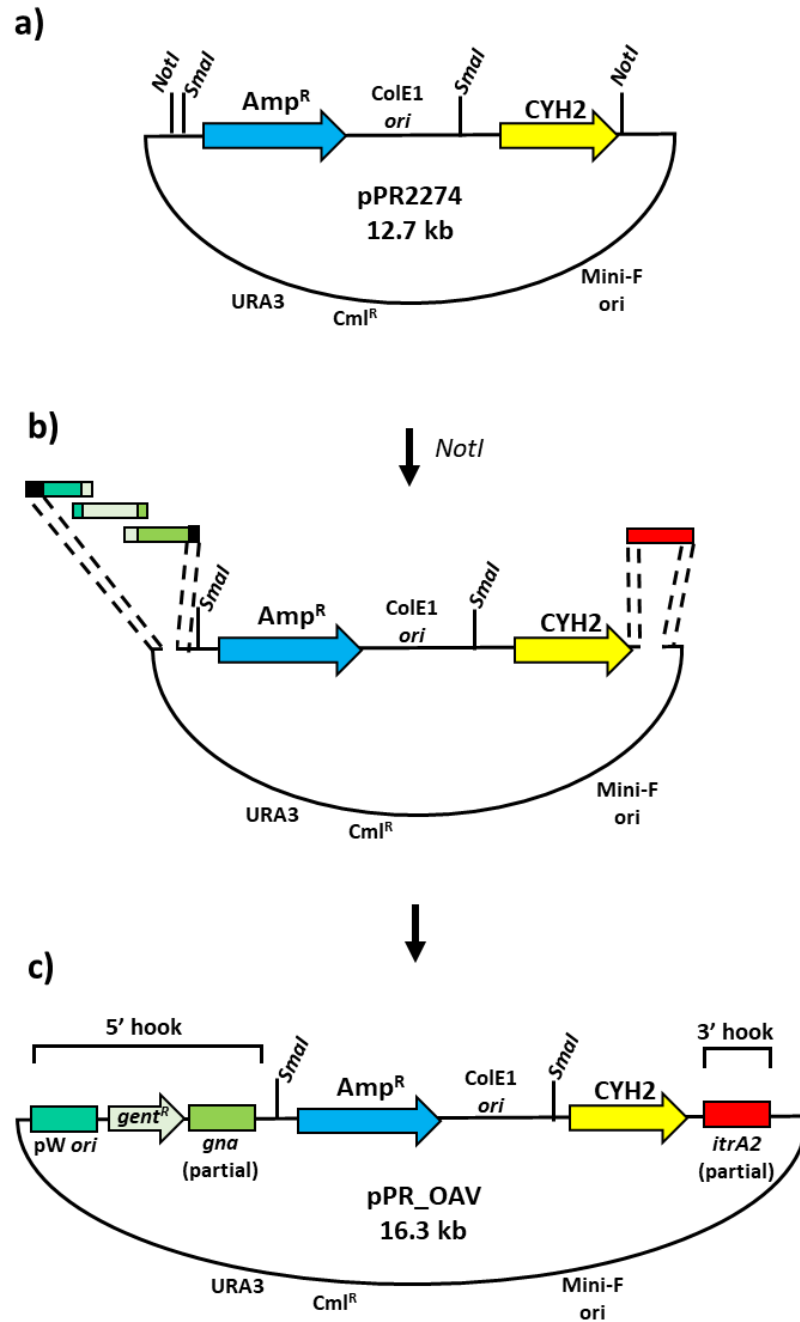 a)
NotI
SmaI
Amp^R
ColE1
ori
SmaI
CYH2
NotI
pPR2274
12.7 kb
URA3
Cml^R
Mini-F
ori
b)
NotI
SmaI
Amp^R
ColE1
ori
SmaI
CYH2
URA3
Cml^R
Mini-F
ori
c)
5' hook
3' hook
SmaI
Amp^R
ColE1
ori
SmaI
CYH2
pW ori
gent^R
gna
(partial)
itrA2
(partial)
pPR_OAV
16.3 kb
URA3
Cml^R
Mini-F
ori